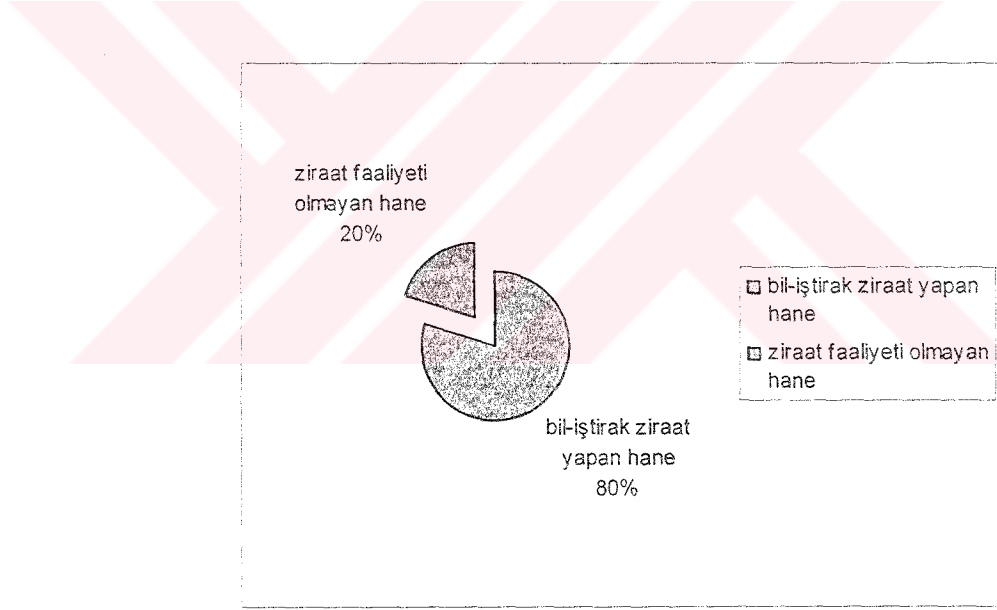 ziraat faaliyeti
olmayan hane
20%
bil-iştirak ziraat yapan
hane
ziraat faaliyeti olmayan
hane
bil-iştirak ziraat
yapan hane
80%